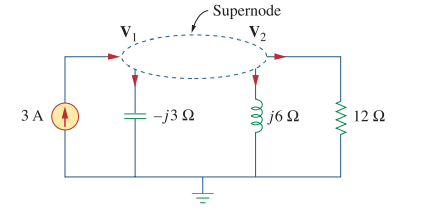 Supernode
V₁
V₂
3 A
–j3 Ω
j6 Ω
12 Ω